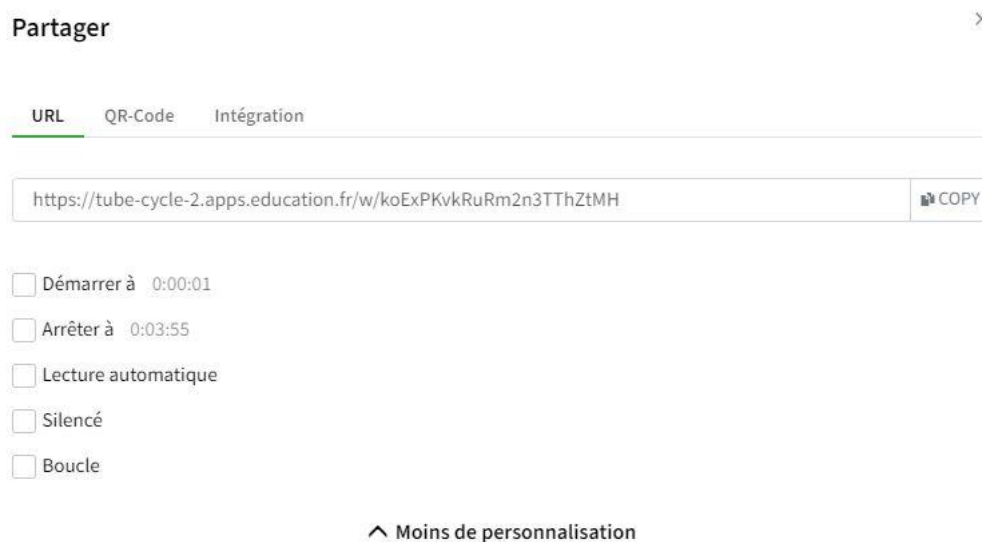 Partager
URL QR-Code Intégration
https://tube-cycle-2.apps.education.fr/w/koExPKvkRuRm2n3TThZtMH COPY
Démarrer à 0:00:01
Arrêter à 0:03:55
Lecture automatique
Silencé
Boucle
Moins de personnalisation